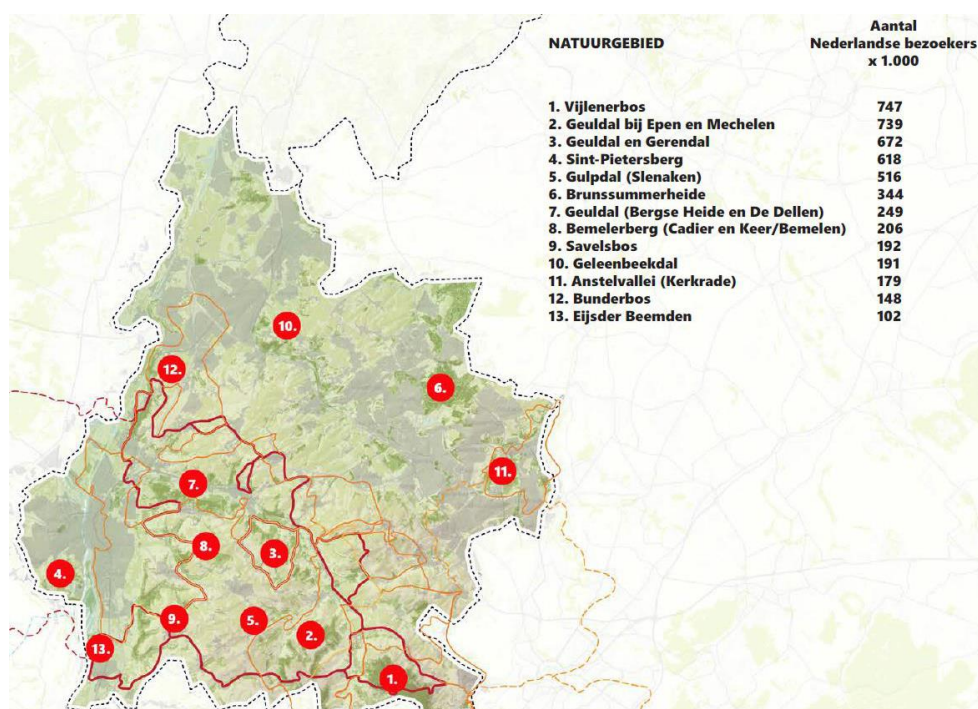 NATUURGEBIED
Aantal
Nederlandse bezoekers
x 1.000
1. Vijlenerbos 747
2. Geuldal bij Epen en Mechelen 739
3. Geuldal en Gerendal 672
4. Sint-Pietersberg 618
5. Gulpdal (Slenaken) 516
6. Brunssummerheide 344
7. Geuldal (Bergse Heide en De Dellen) 249
8. Bemelerberg (Cadier en Keer/Bemelen) 206
9. Savelsbos 192
10. Geleenbeekdal 191
11. Anstelvallei (Kerkrade) 179
12. Bunderbos 148
13. Eijsder Beemden 102
10.
12.
6.
11.
7.
8.
3.
4.
9.
5.
2.
13.
1.